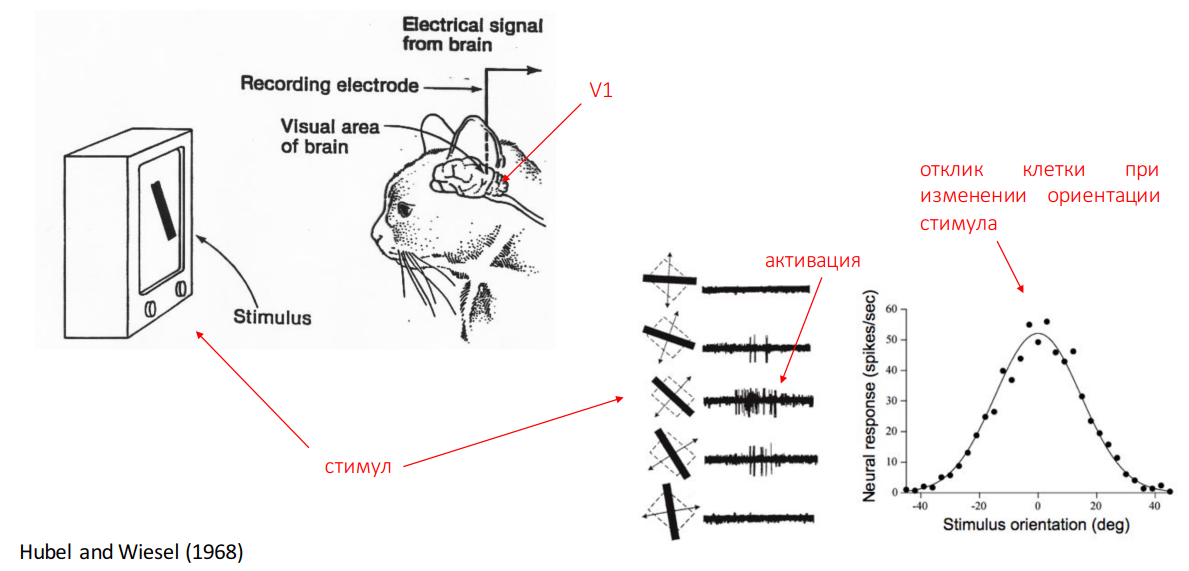 Electrical signal
from brain
Recording electrode
V1
Visual area
of brain
Stimulus
стимул
активация
отклик клетки при
изменении ориентации
стимула
Neural response (spikes/sec)
60
50
40
30
20
10
0
-40
-20
0
20
40
Stimulus orientation (deg)
Hubel and Wiesel (1968)